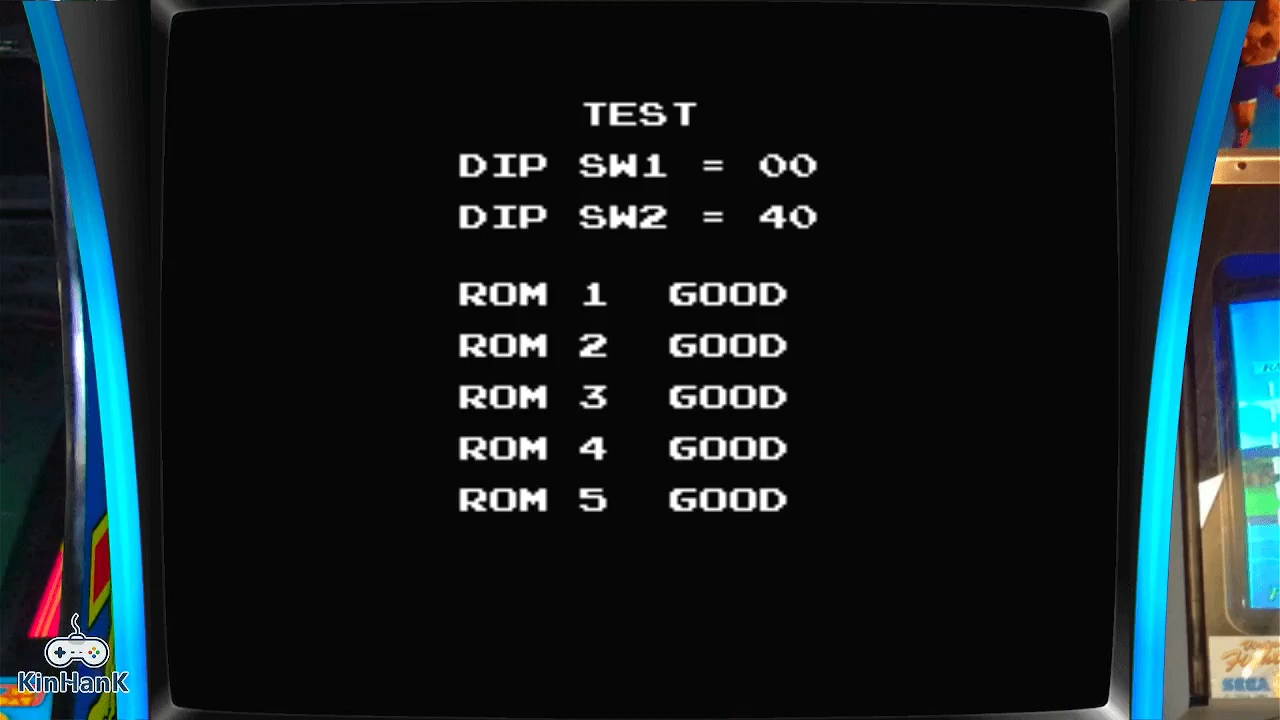 TEST
DIP SW1 = 00
DIP SW2 = 40
ROM 1 GOOD
ROM 2 GOOD
ROM 3 GOOD
ROM 4 GOOD
ROM 5 GOOD
KinHanK
SEGA